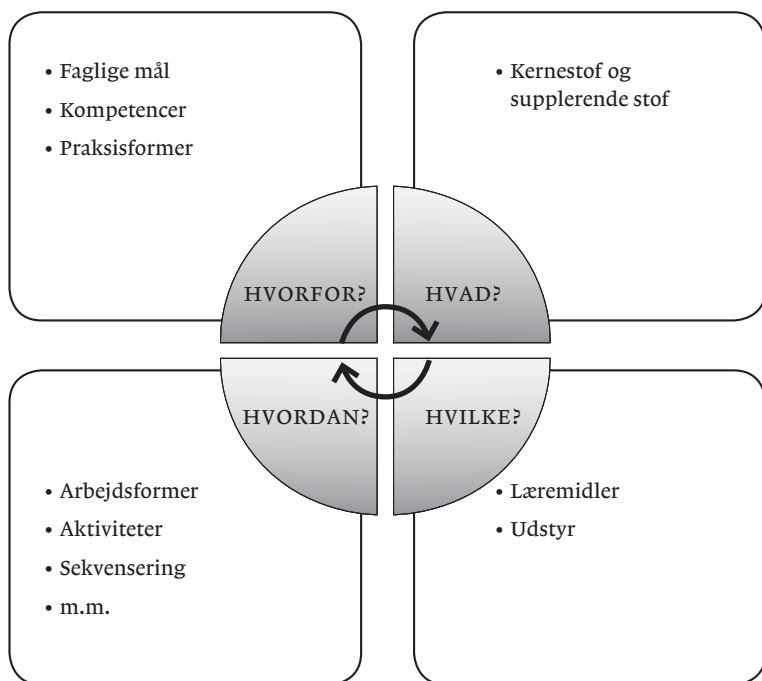 • Faglige mål
• Kompetencer
• Praksisformer
• Kernestof og
supplerende stof
HVORFOR?
HVAD?
HVORDAN?
HVILKE?
• Arbejdsformer
• Aktiviteter
• Sekvensering
• m.m.
• Læremidler
• Udstyr